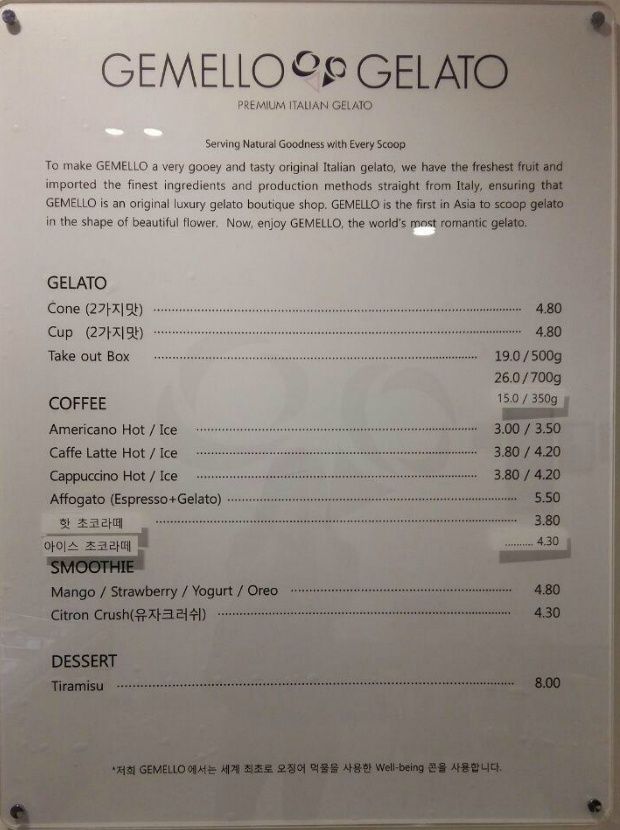 GEMELLO GELATO
PREMIUM ITALIAN GELATO
Serving Natural Goodness with Every Scoop
To make GEMELLO a very gooey and tasty original Italian gelato, we have the freshest fruit and
imported the finest ingredients and production methods straight from Italy, ensuring that
GEMELLO is an original luxury gelato boutique shop. GEMELLO is the first in Asia to scoop gelato
in the shape of beautiful flower. Now, enjoy GEMELLO, the world's most romantic gelato.
GELATO
Cone (2가지맛) 4.80
Cup (2가지맛) 4.80
Take out Box 19.0/500g
26.0/700g
15.0 / 350g
COFFEE
Americano Hot / Ice 3.00 / 3.50
Caffe Latte Hot / Ice 3.80 / 4.20
Cappuccino Hot / Ice 3.80 / 4.20
Affogato (Espresso+Gelato) 5.50
핫 초코라떼 3.80
아이스 초코라떼 4.30
SMOOTHIE
Mango / Strawberry / Yogurt / Oreo 4.80
Citron Crush(유자크러쉬) 4.30
DESSERT
Tiramisu 8.00
*저희 GEMELLO에서는 세계 최초로 오징어 먹물을 사용한 Well-being 콘을 사용합니다.